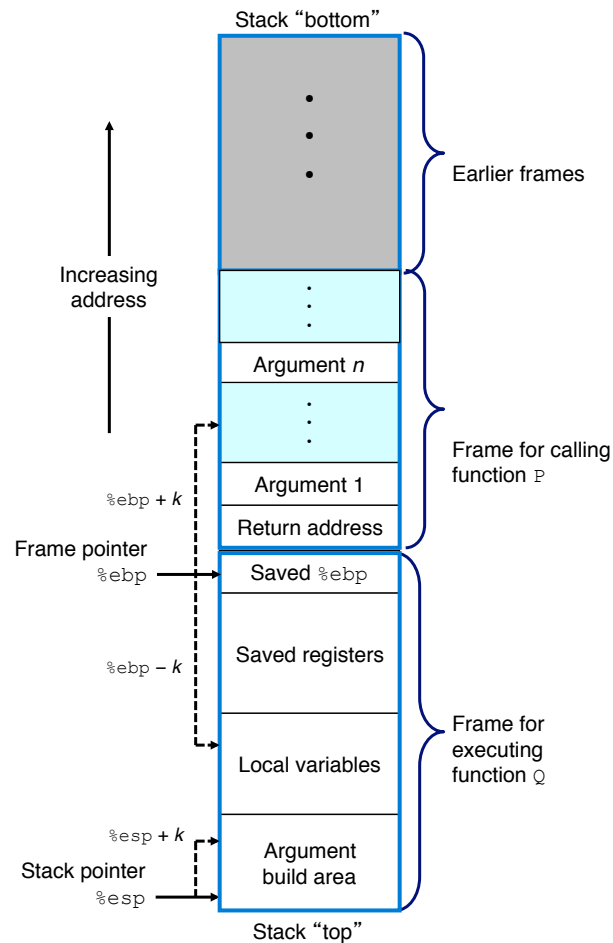 Stack “bottom”
Earlier frames
Increasing
address
Argument n
Frame for calling
function P
Argument 1
%ebp + k
Return address
Frame pointer
%ebp
Saved %ebp
Saved registers
%ebp – k
Frame for
executing
function Q
Local variables
%esp + k
Argument
build area
Stack pointer
%esp
Stack “top”